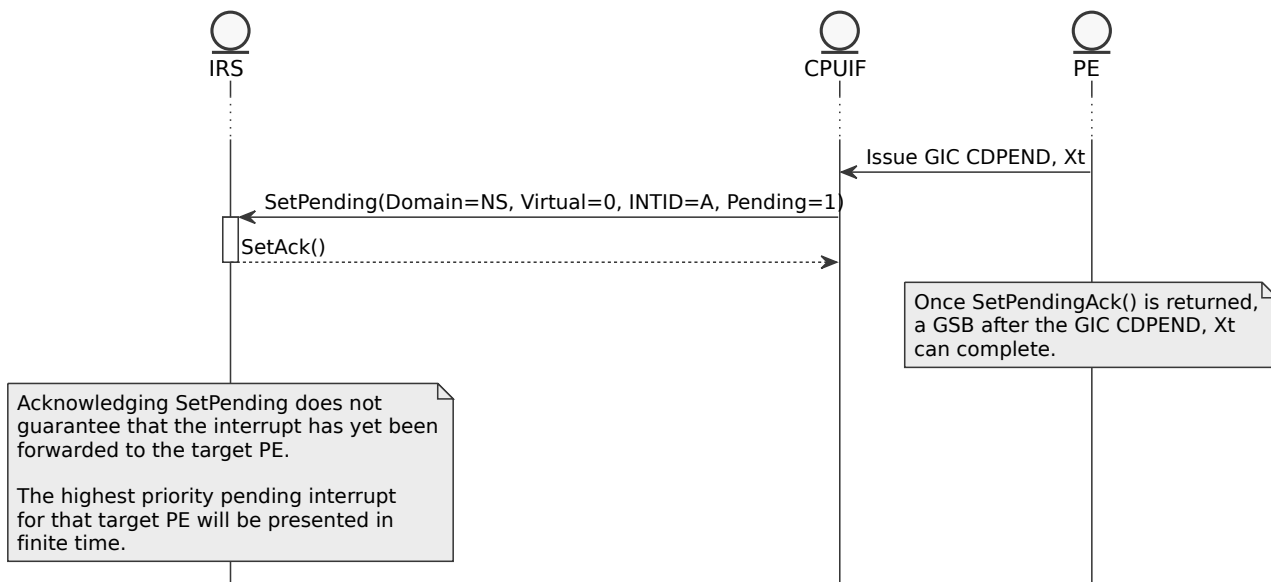 IRS
CPUIF
PE
Issue GIC CDPEND, Xt
SetPending(Domain=NS, Virtual=0, INTID=A, Pending=1)
SetAck()
Once SetPendingAck() is returned,
a GSB after the GIC CDPEND, Xt
can complete.
Acknowledging SetPending does not
guarantee that the interrupt has yet been
forwarded to the target PE.
The highest priority pending interrupt
for that target PE will be presented in
finite time.